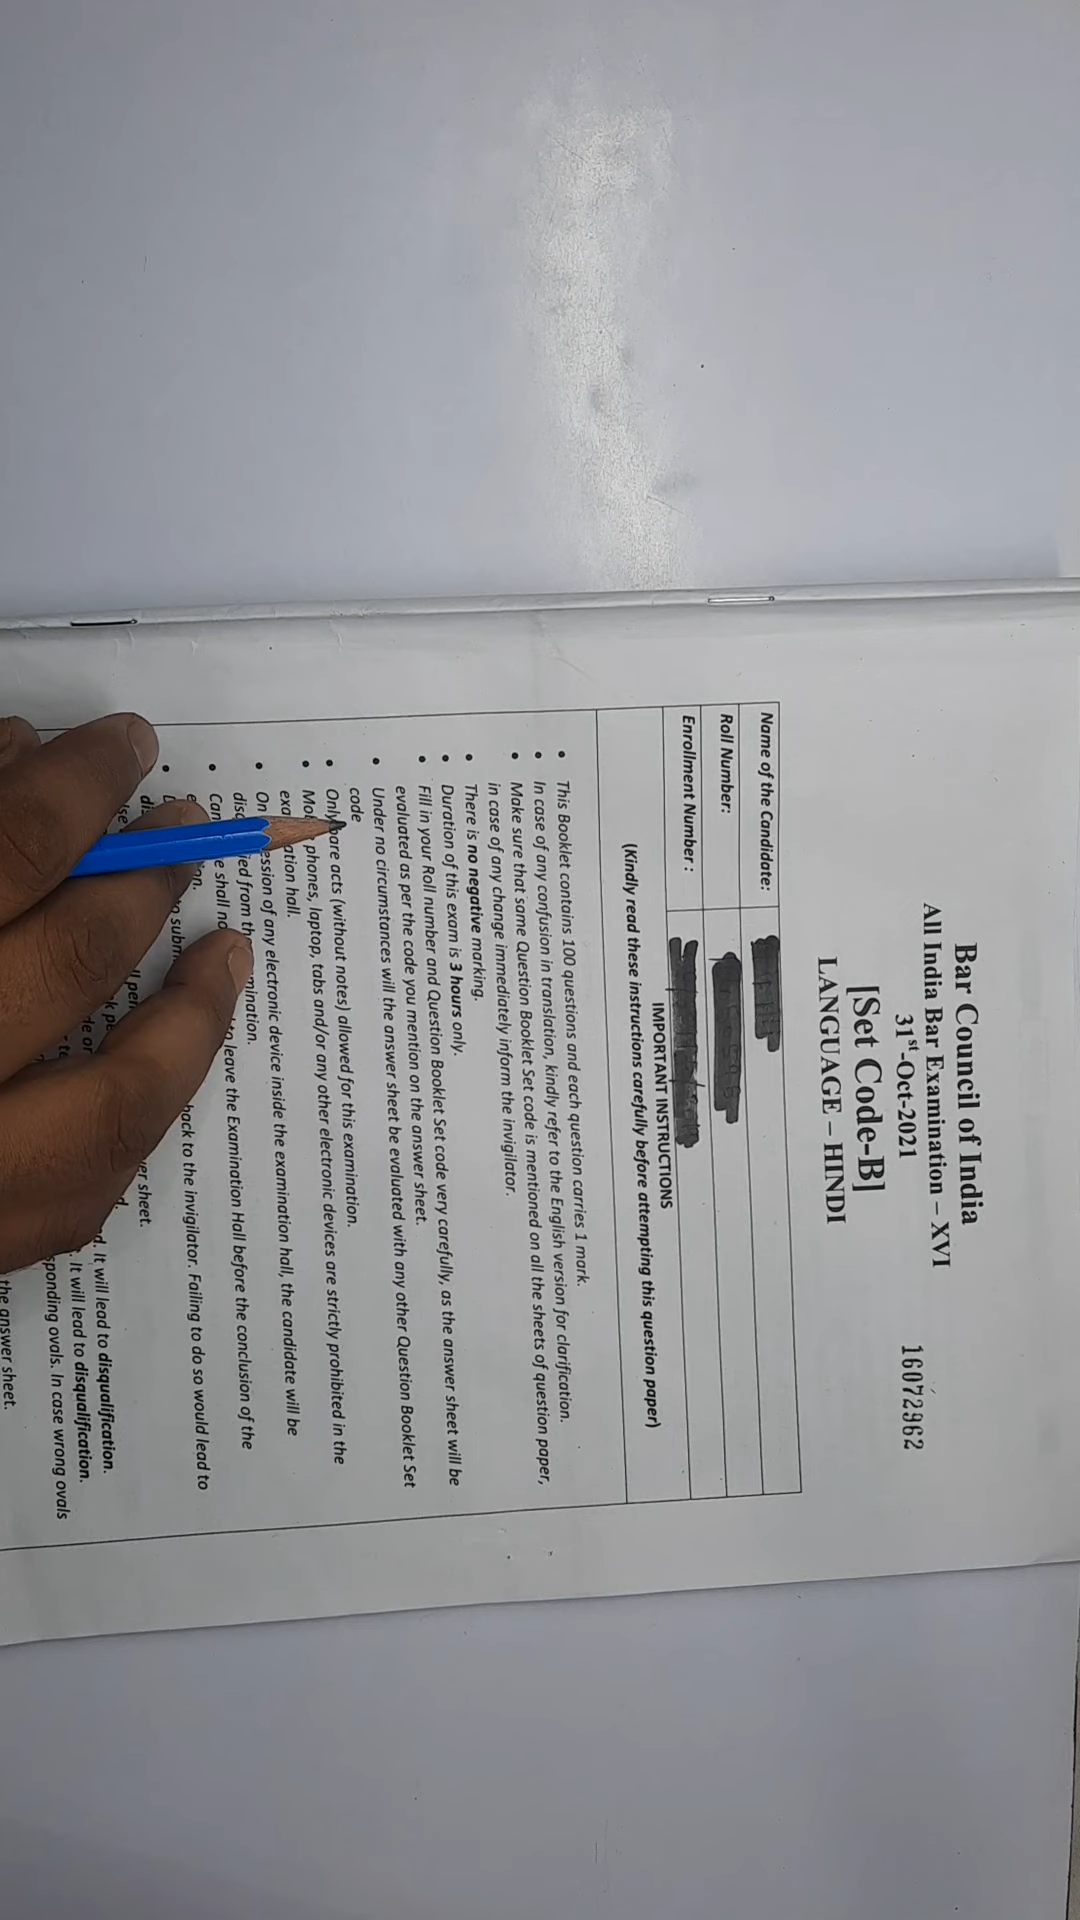 Bar Council of India
All India Bar Examination – XVI
31st-Oct-2021
16072962
[Set Code-B]
LANGUAGE – HINDI
Name of the Candidate:
Roll Number:
Enrollment Number :
IMPORTANT INSTRUCTIONS
(Kindly read these instructions carefully before attempting this question paper)
• This Booklet contains 100 questions and each question carries 1 mark.
• In case of any confusion in translation, kindly refer to the English version for clarification.
• Make sure that same Question Booklet Set code is mentioned on all the sheets of question paper,
in case of any change immediately inform the invigilator.
• There is no negative marking.
• Duration of this exam is 3 hours only.
• Fill in your Roll number and Question Booklet Set code very carefully, as the answer sheet will be
evaluated as per the code you mention on the answer sheet.
• Under no circumstances will the answer sheet be evaluated with any other Question Booklet Set
code
• Only bare acts (without notes) allowed for this examination.
• phones, laptop, tabs and/or any other electronic devices are strictly prohibited in the
hall.
• On of any electronic device inside the examination hall, the candidate will be
from
• shall leave the Examination Hall before the conclusion of the
• back to the invigilator. Failing to do so would lead to
sheet.
It will lead to disqualification.
It will lead to disqualification.
ovals. In case wrong ovals
the answer sheet.